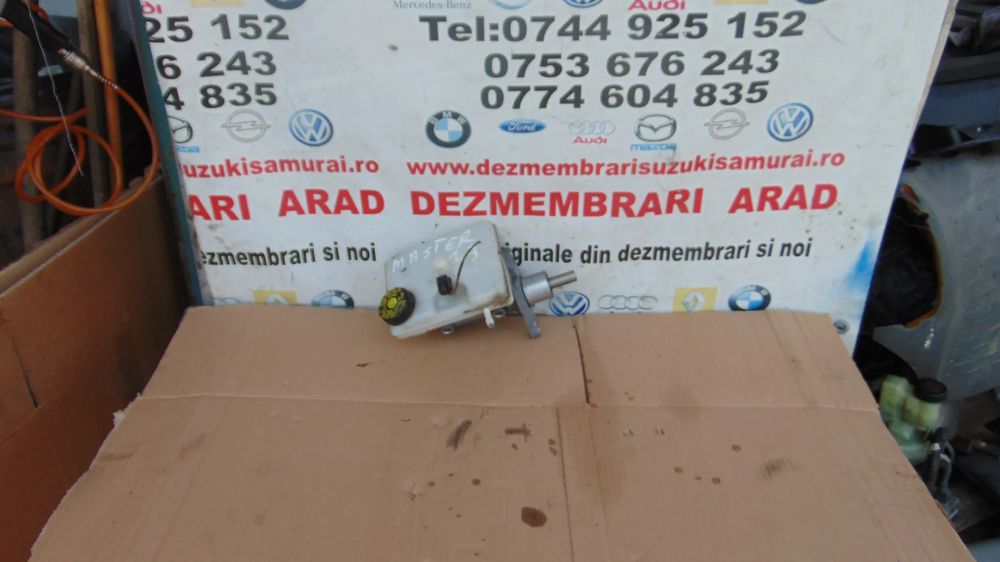 Mercedes-Benz
Audi
25 152
Tel:0744 925 152
6 243
0753 676 243
4 835
0774 604 835
BMW
Ford
Audi
mazda
suzukisamurai.ro
www.dezmembrarisuzukisamurai.ro
ARI ARAD DEZMEMBRARI ARAD
ezmembrari si noi
iginale din dezmembrari si noi
MASTER